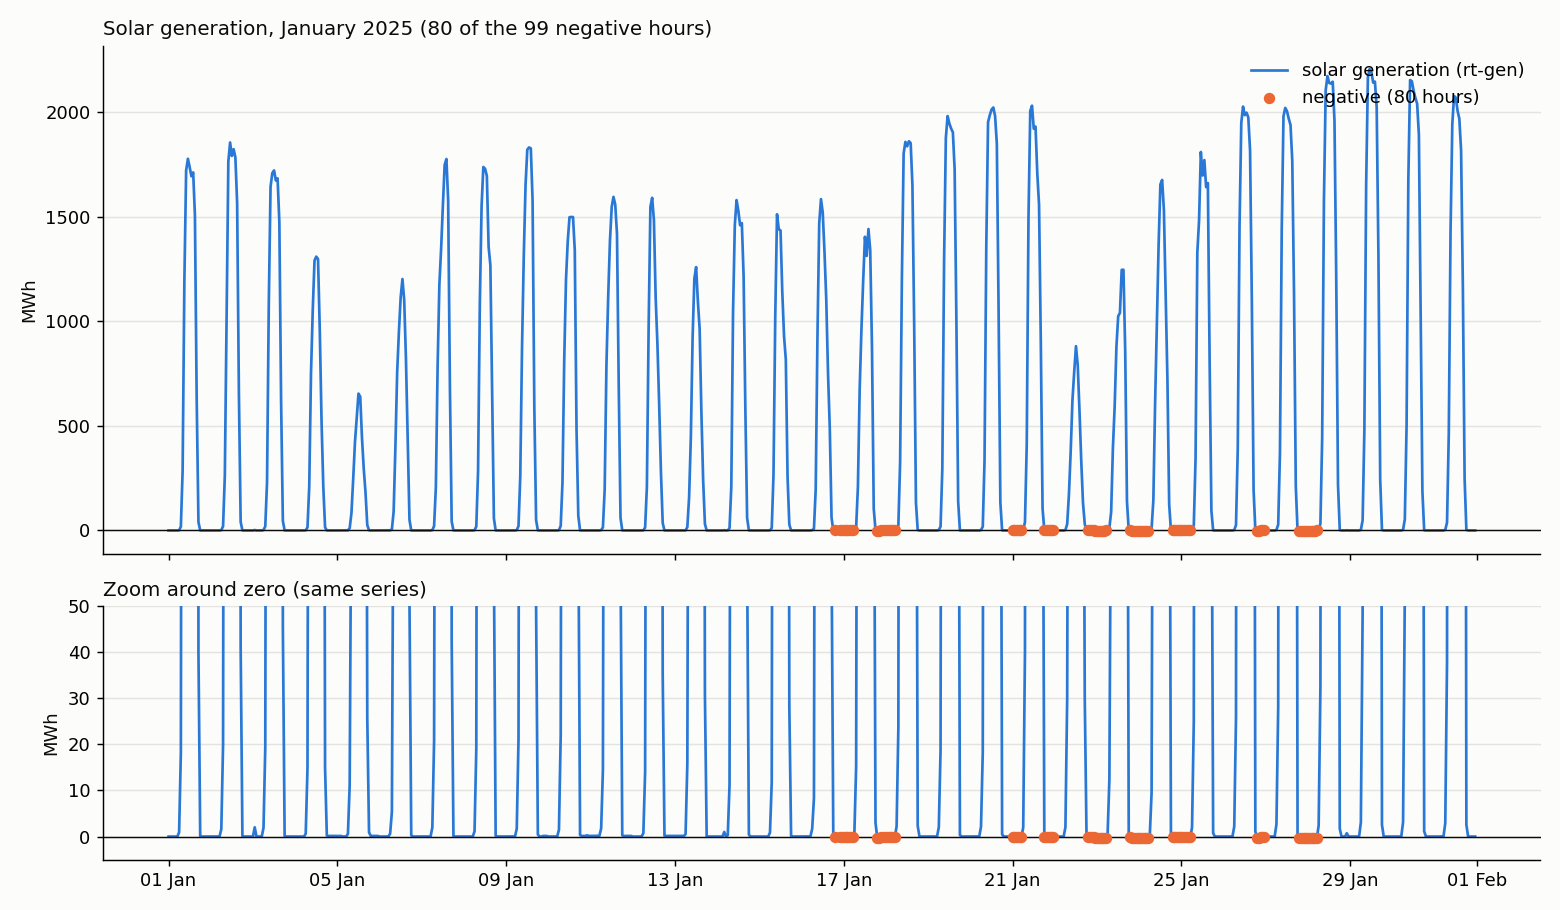 Solar generation, January 2025 (80 of the 99 negative hours)
solar generation (rt-gen)
negative (80 hours)
MWh
2000
1500
1000
500
0
Zoom around zero (same series)
MWh
50
40
30
20
10
0
01 Jan
05 Jan
09 Jan
13 Jan
17 Jan
21 Jan
25 Jan
29 Jan
01 Feb